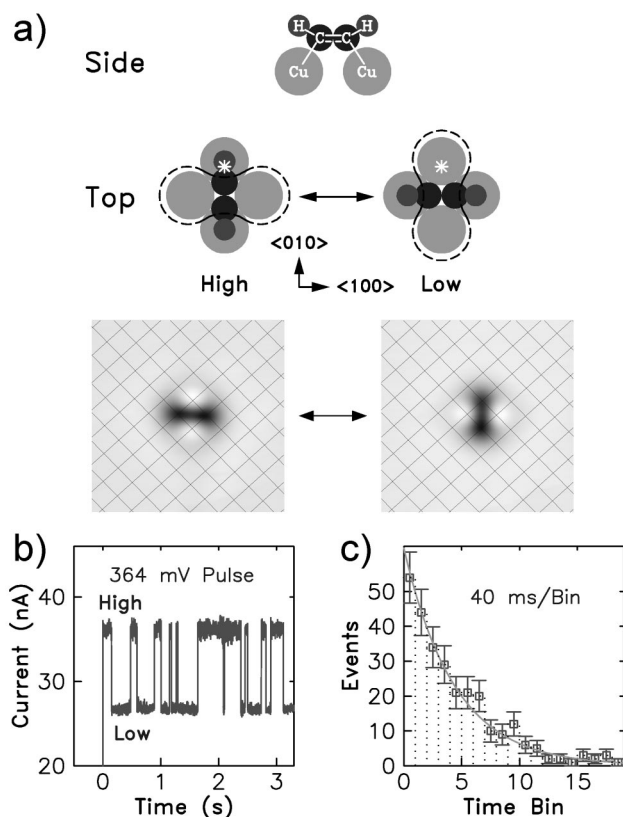 a)
Side
H H
C C
Cu Cu
Top
* *
<010>
High <100> Low
b)
364 mV Pulse
High
Low
Current (nA)
40
30
20
0 1 2 3
Time (s)
c)
40 ms/Bin
Events
50
40
30
20
10
0
0 5 10 15
Time Bin